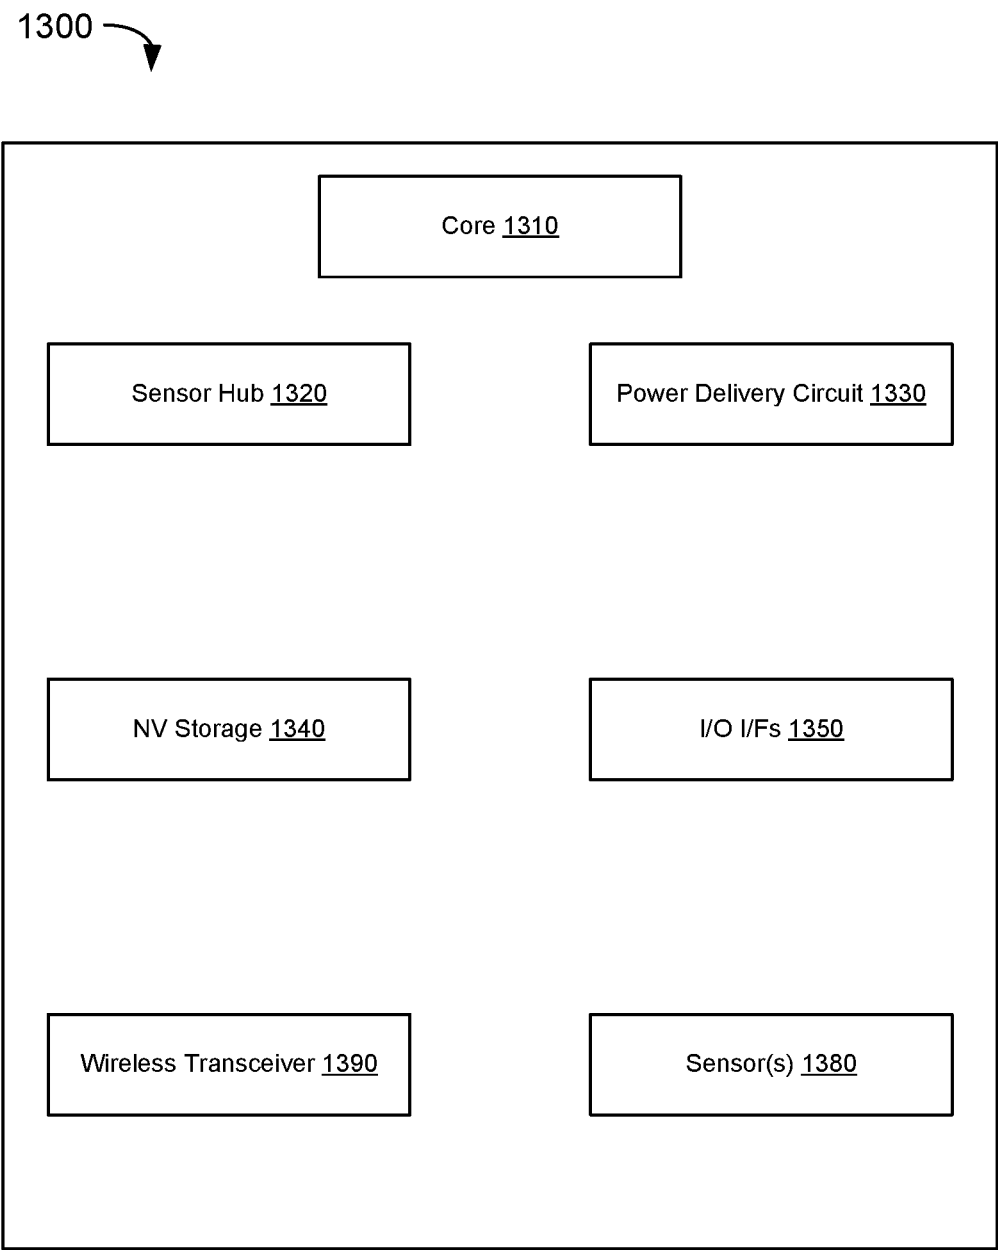 1300
Core 1310
Sensor Hub 1320
Power Delivery Circuit 1330
NV Storage 1340
I/O I/Fs 1350
Wireless Transceiver 1390
Sensor(s) 1380